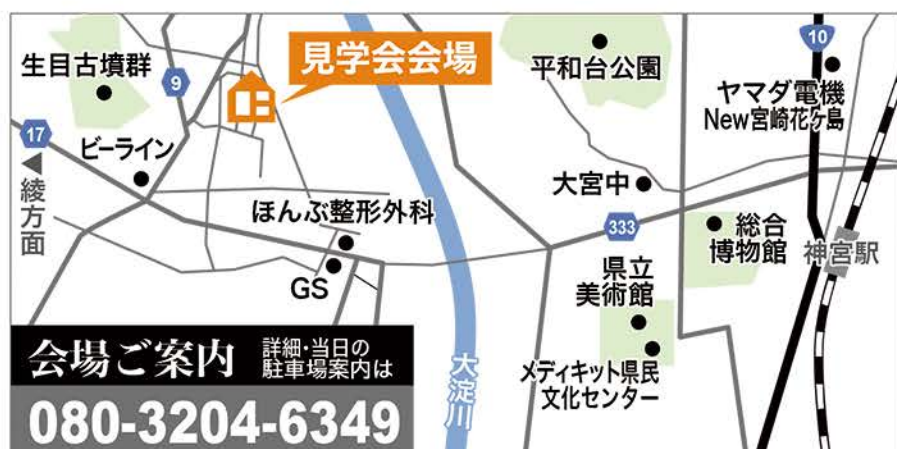 生目古墳群
9
見学会会場
平和台公園
10
ヤマダ電機
New宮崎花ヶ島
17
ビーライン
◀綾方面
ほんぶ整形外科
GS
大宮中
333
総合
博物館
神宮駅
県立
美術館
メディキット県民
文化センター
大淀川
会場ご案内
詳細・当日の
駐車場案内は
080-3204-6349